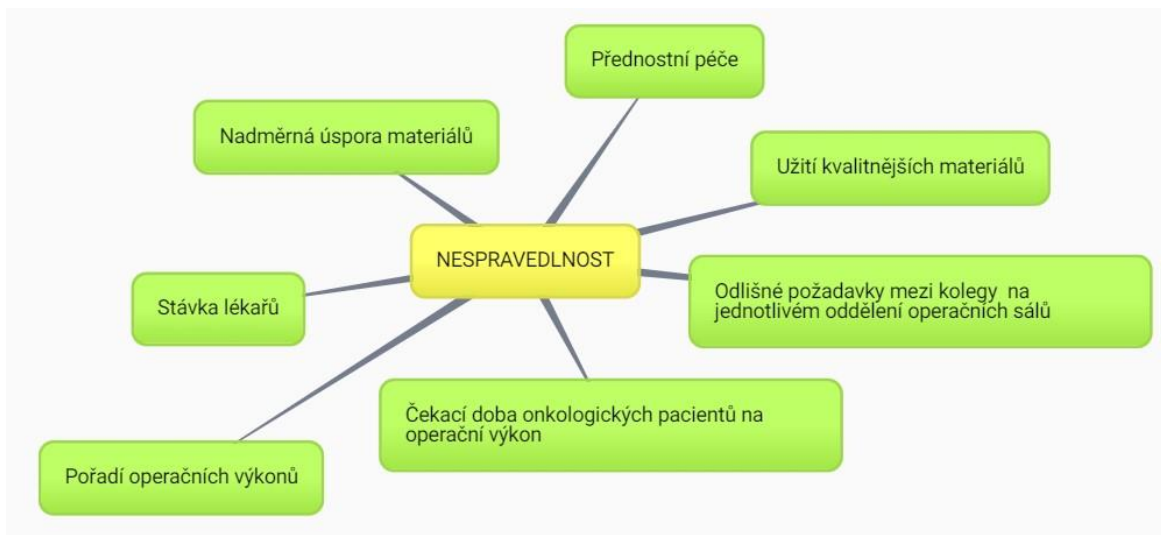 Přednostní péče
Nadměrná úspora materiálů
Užití kvalitnějších materiálů
NESPRAVEDLNOST
Odlišné požadavky mezi kolegy na
jednotlivém oddělení operačních sálů
Stávka lékařů
Čekací doba onkologických pacientů na
operační výkon
Pořadí operačních výkonů